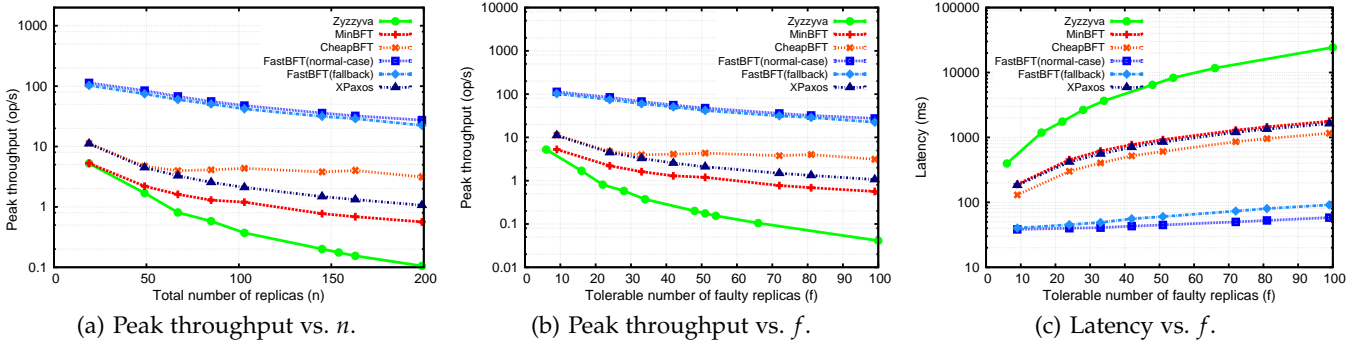 Peak throughput (op/s)
1000
100
10
1
0.1
0
50
100
150
200
Total number of replicas (n)
Zyzzyva
MinBFT
CheapBFT
FastBFT(normal-case)
FastBFT(fallback)
XPaxos
(a) Peak throughput vs. n.
Peak throughput (op/s)
10000
1000
100
10
1
0.1
0.01
0 10 20 30 40 50 60 70 80 90 100
Tolerable number of faulty replicas (f)
Zyzzyva
MinBFT
CheapBFT
FastBFT(normal-case)
FastBFT(fallback)
XPaxos
(b) Peak throughput vs. f.
Latency (ms)
100000
10000
1000
100
10
0 10 20 30 40 50 60 70 80 90 100
Tolerable number of faulty replicas (f)
Zyzzyva
MinBFT
CheapBFT
FastBFT(normal-case)
FastBFT(fallback)
XPaxos
(c) Latency vs. f.